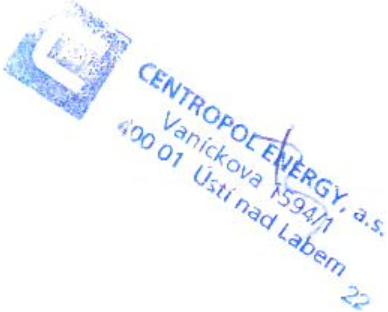 CENTROPOL ENERGY, a.s.
Vaníčkova 1594/1
400 01 Ústí nad Labem
22